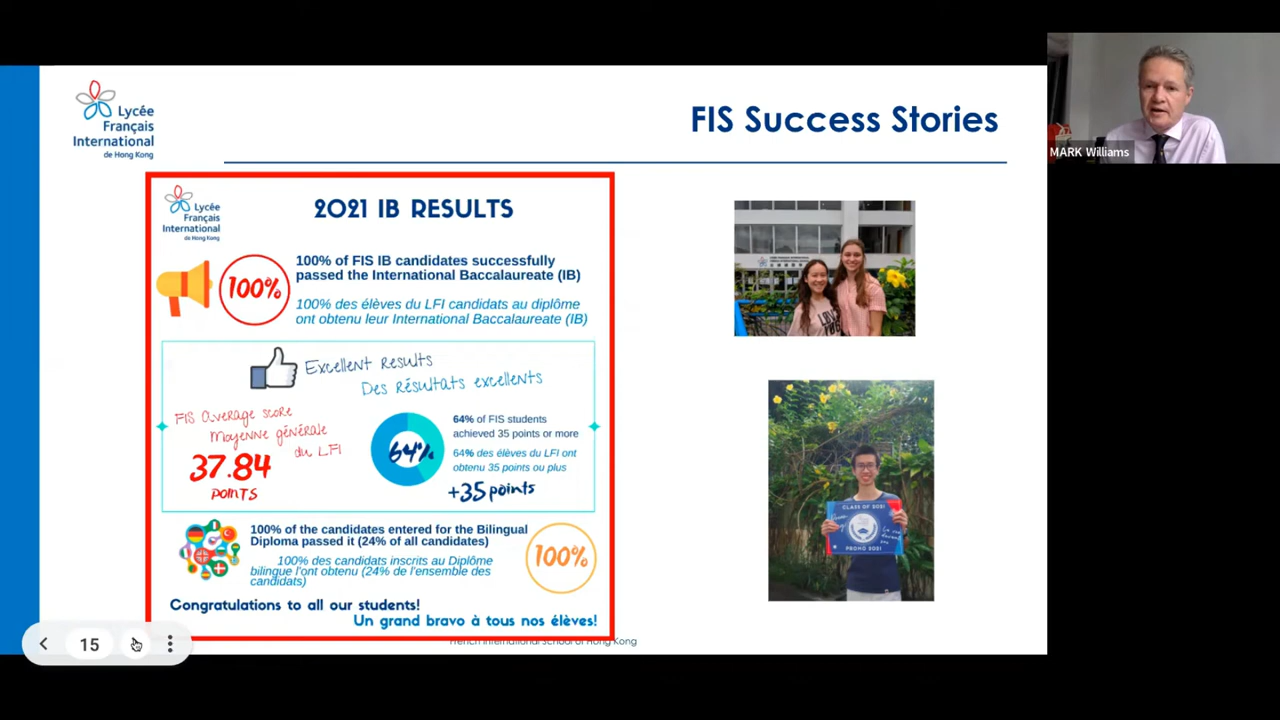 Lycée
Français
International
de Hong Kong
FIS Success Stories
MARK Williams
Lycée
Français
International
de Hong Kong
2021 IB RESULTS
100%
100% of FIS IB candidates successfully
passed the International Baccalaureate (IB)
100% des élèves du LFI candidats au diplôme
ont obtenu leur International Baccalaureate (IB)
Excellent Results
Des résultats excellents
FIS average score
Moyenne générale
du LFI
37.84
POINTS
64%
64% of FIS students
achieved 35 points or more
64% des élèves du LFI ont
obtenu 35 points ou plus
+35 points
100% of the candidates entered for the Bilingual
Diploma passed it (24% of all candidates)
100% des candidats inscrits au Diplôme
bilingue l'ont obtenu (24% de l'ensemble des
candidats)
100%
Congratulations to all our students!
Un grand bravo à tous nos élèves!
CLASS OF 2021
PROMO 2021
French International School of Hong Kong
15